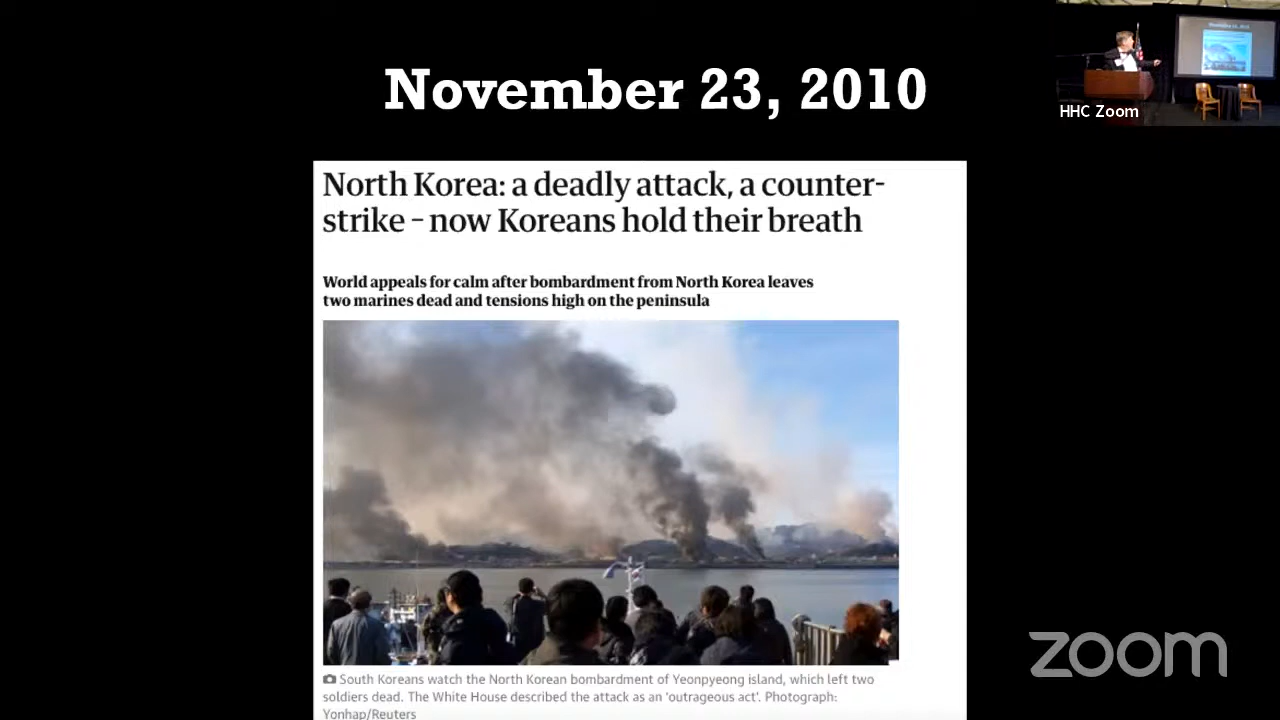 November 23, 2010
HHC Zoom
North Korea: a deadly attack, a counter-
strike – now Koreans hold their breath
World appeals for calm after bombardment from North Korea leaves
two marines dead and tensions high on the peninsula
South Koreans watch the North Korean bombardment of Yeonpyeong island, which left two
soldiers dead. The White House described the attack as an 'outrageous act'. Photograph:
Yonhap/Reuters
zoom